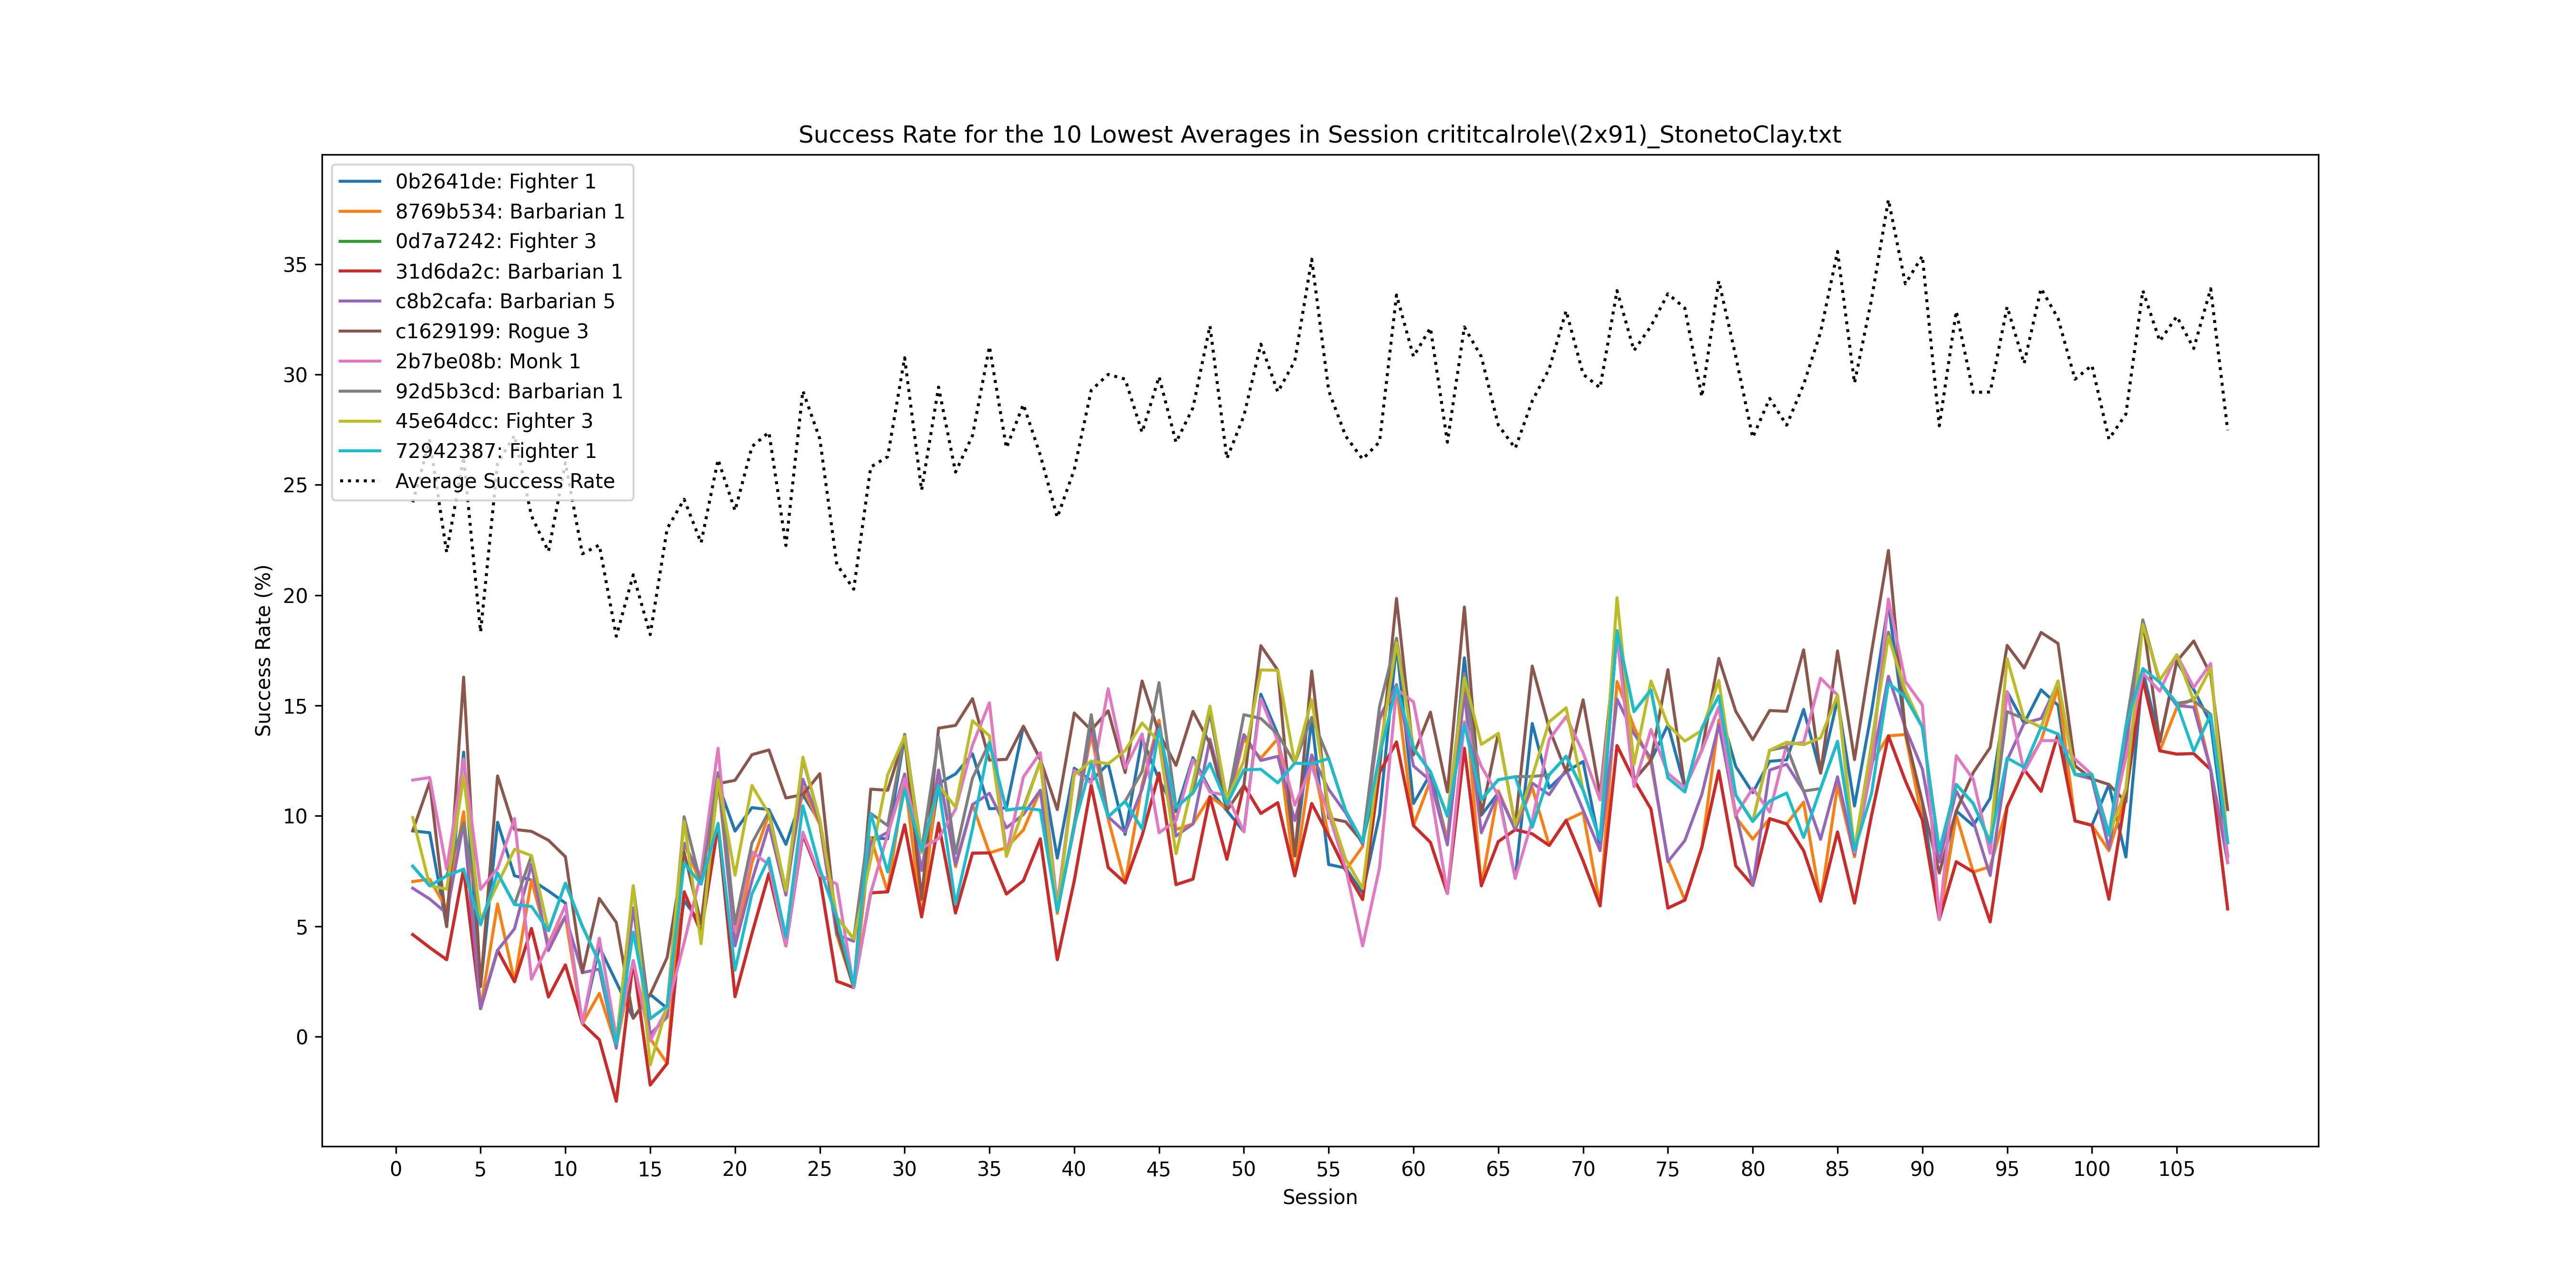 Success Rate for the 10 Lowest Averages in Session crititcalrole\(2x91)_StonetoClay.txt
0b2641de: Fighter 1
8769b534: Barbarian 1
0d7a7242: Fighter 3
31d6da2c: Barbarian 1
c8b2cafa: Barbarian 5
c1629199: Rogue 3
2b7be08b: Monk 1
92d5b3cd: Barbarian 1
45e64dcc: Fighter 3
72942387: Fighter 1
Average Success Rate
Success Rate (%)
35
30
25
20
15
10
5
0
0 5 10 15 20 25 30 35 40 45 50 55 60 65 70 75 80 85 90 95 100 105
Session